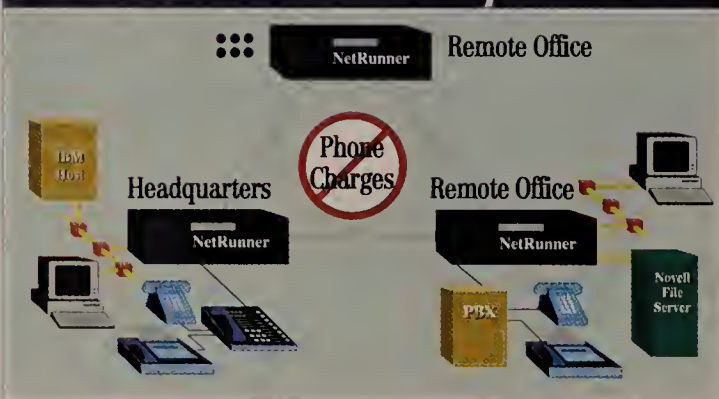 NetRunner
Remote Office
Phone
Charges
IBM
Host
Headquarters
NetRunner
Remote Office
NetRunner
PBX
Novell
File
Server